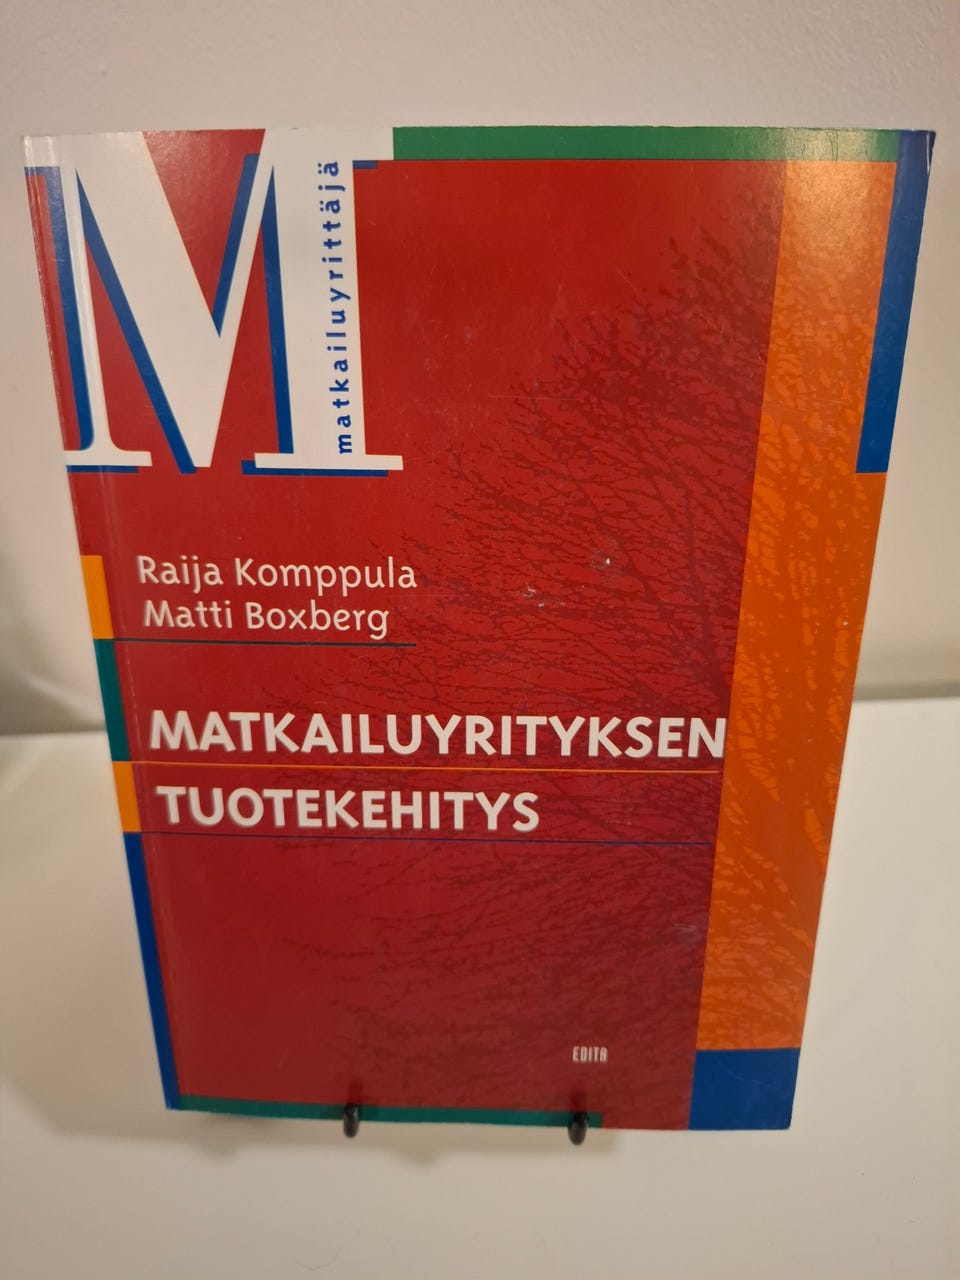 M
matkailuyrittäjä
Raija Komppula
Matti Boxberg
MATKAILUYRITYKSEN
TUOTEKEHITYS
EDITA